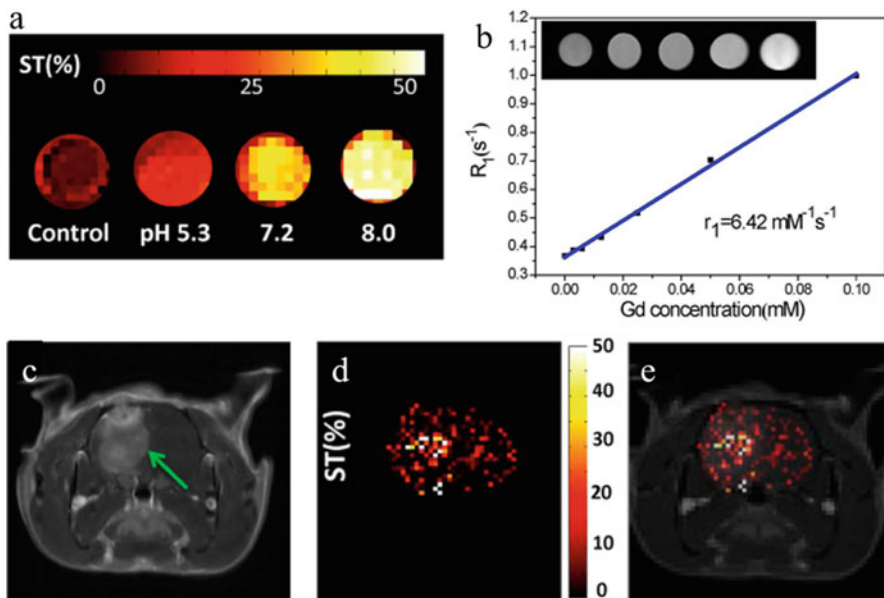 a
ST(%)
0 25 50
Control pH 5.3 7.2 8.0
b
1.2
1.1
1.0
0.9
0.8
0.7
0.6
0.5
0.4
0.3
R₁(s⁻¹)
r₁=6.42 mM⁻¹s⁻¹
0.00 0.02 0.04 0.06 0.08 0.10
Gd concentration(mM)
c
d
ST(%)
50
40
30
20
10
0
e